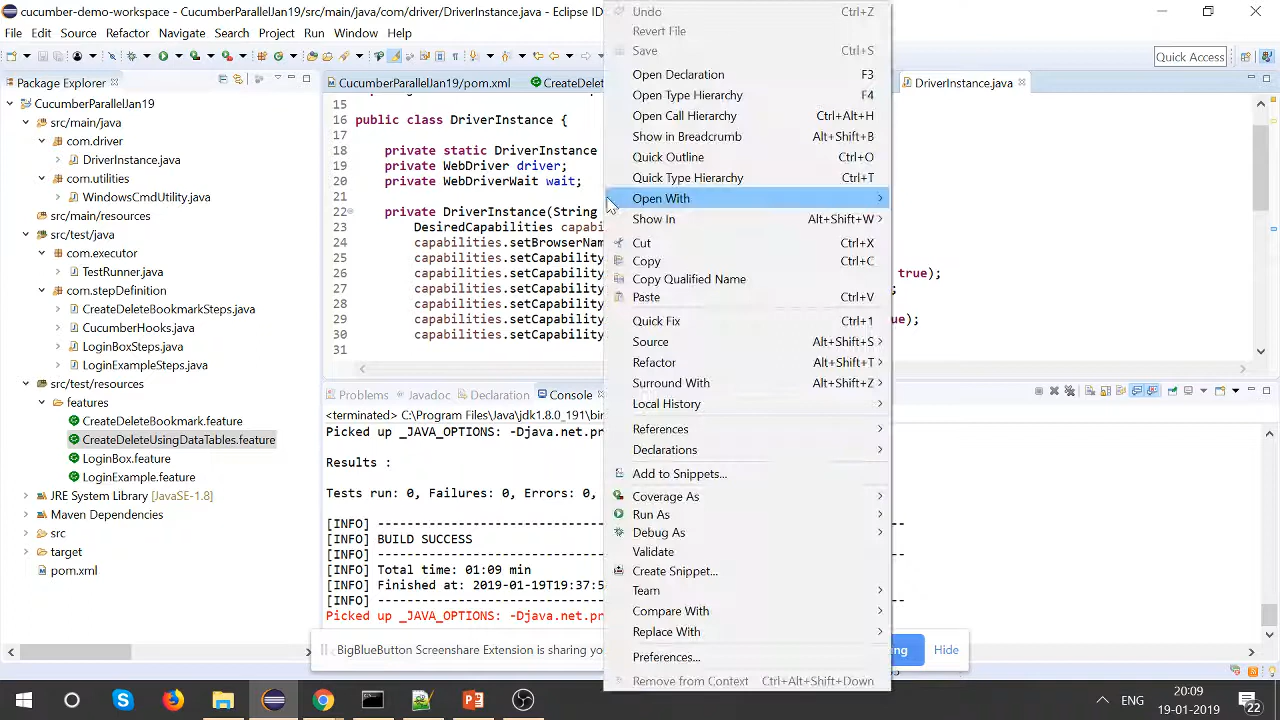 cucumber-demo-workspace - CucumberParallelJan19/src/main/java/com/driver/DriverInstance.java - Eclipse ID
File Edit Source Refactor Navigate Search Project Run Window Help
Quick Access
Package Explorer
CucumberParallelJan19
src/main/java
com.driver
DriverInstance.java
com.utilities
WindowsCmdUtility.java
src/main/resources
src/test/java
com.executor
TestRunner.java
com.stepDefinition
CreateDeleteBookmarkSteps.java
CucumberHooks.java
LoginBoxSteps.java
LoginExampleSteps.java
src/test/resources
features
CreateDeleteBookmark.feature
CreateDeleteUsingDataTables.feature
LoginBox.feature
LoginExample.feature
JRE System Library [JavaSE-1.8]
Maven Dependencies
src
target
pom.xml
CucumberParallelJan19/pom.xml
CreateDelet
DriverInstance.java
15
16 public class DriverInstance {
17
18 private static DriverInstance
19 private WebDriver driver;
20 private WebDriverWait wait;
21
22 private DriverInstance(String
23 DesiredCapabilities capabi
24 capabilities.setBrowserNam
25 capabilities.setCapability
26 capabilities.setCapability true);
27 capabilities.setCapability ;
28 capabilities.setCapability
29 capabilities.setCapability ue);
30 capabilities.setCapability
31
Problems Javadoc Declaration Console
<terminated> C:\Program Files\Java\jdk1.8.0_191\bin
Picked up _JAVA_OPTIONS: -Djava.net.pr
Results :
Tests run: 0, Failures: 0, Errors: 0,
[INFO] ------------------------------------------------------------------------
[INFO] BUILD SUCCESS
[INFO] ------------------------------------------------------------------------
[INFO] Total time: 01:09 min
[INFO] Finished at: 2019-01-19T19:37:5
[INFO] ------------------------------------------------------------------------
Picked up _JAVA_OPTIONS: -Djava.net.pr
Undo Ctrl+Z
Revert File
Save Ctrl+S
Open Declaration F3
Open Type Hierarchy F4
Open Call Hierarchy Ctrl+Alt+H
Show in Breadcrumb Alt+Shift+B
Quick Outline Ctrl+O
Quick Type Hierarchy Ctrl+T
Open With
Show In Alt+Shift+W
Cut Ctrl+X
Copy Ctrl+C
Copy Qualified Name
Paste Ctrl+V
Quick Fix Ctrl+1
Source Alt+Shift+S
Refactor Alt+Shift+T
Surround With Alt+Shift+Z
Local History
References
Declarations
Add to Snippets...
Coverage As
Run As
Debug As
Validate
Create Snippet...
Team
Compare With
Replace With
Preferences...
Remove from Context Ctrl+Alt+Shift+Down
BigBlueButton Screenshare Extension is sharing yo
ng Hide
ENG
20:09
19-01-2019
22